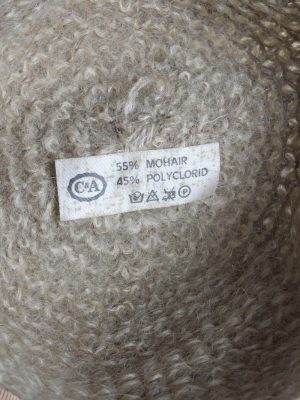 C&A
55% MOHAIR
45% POLYCLORID
P